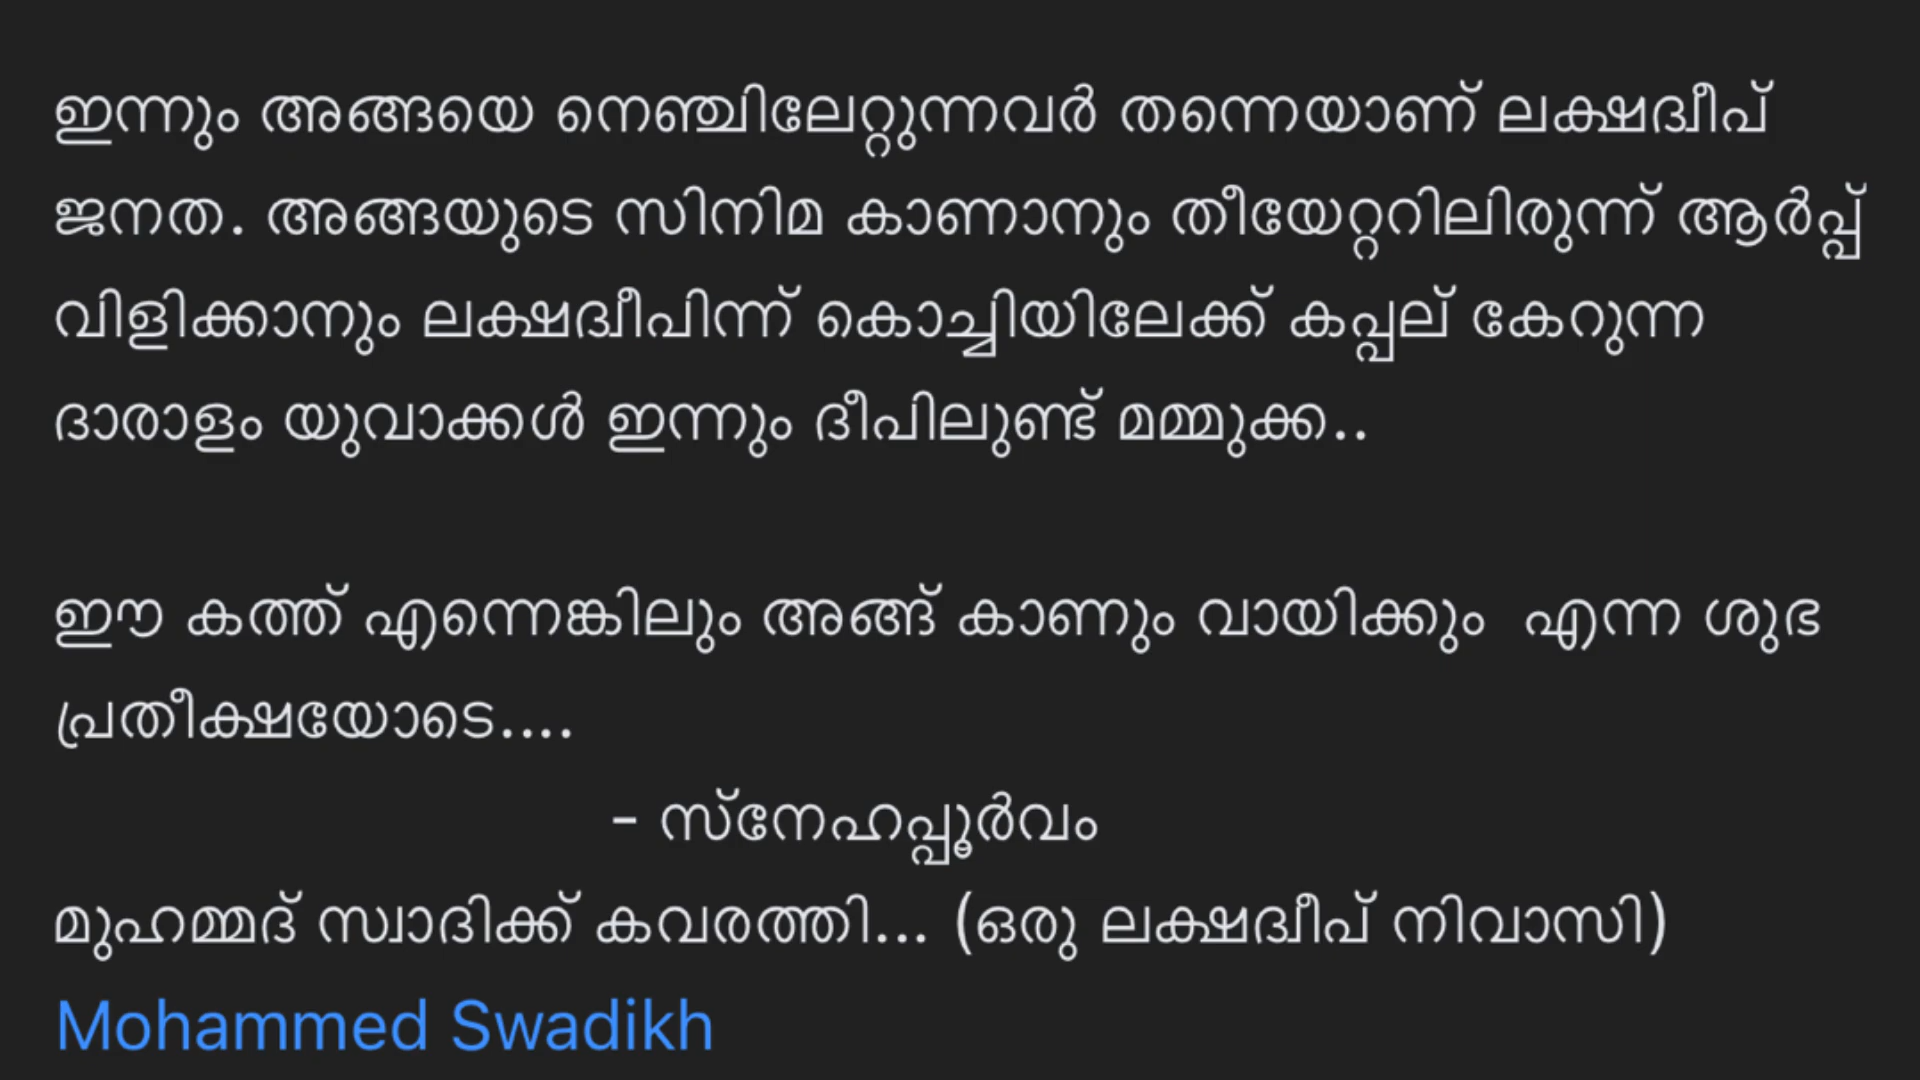 ഇന്നും അങ്ങയെ നെഞ്ചിലേറ്റുന്നവർ തന്നെയാണ് ലക്ഷദ്വീപ്
ജനത. അങ്ങയുടെ സിനിമ കാണാനും തീയേറ്ററിലിരുന്ന് ആർപ്പ്
വിളിക്കാനും ലക്ഷദ്വീപിന്ന് കൊച്ചിയിലേക്ക് കപ്പല് കേറുന്ന
ദാരാളം യുവാക്കൾ ഇന്നും ദീപിലുണ്ട് മമ്മുക്ക..
ഈ കത്ത് എന്നെങ്കിലും അങ്ങ് കാണും വായിക്കും എന്ന ശുഭ
പ്രതീക്ഷയോടെ....
- സ്നേഹപ്പൂർവം
മുഹമ്മദ് സ്വാദിക്ക് കവരത്തി... (ഒരു ലക്ഷദ്വീപ് നിവാസി)
Mohammed Swadikh